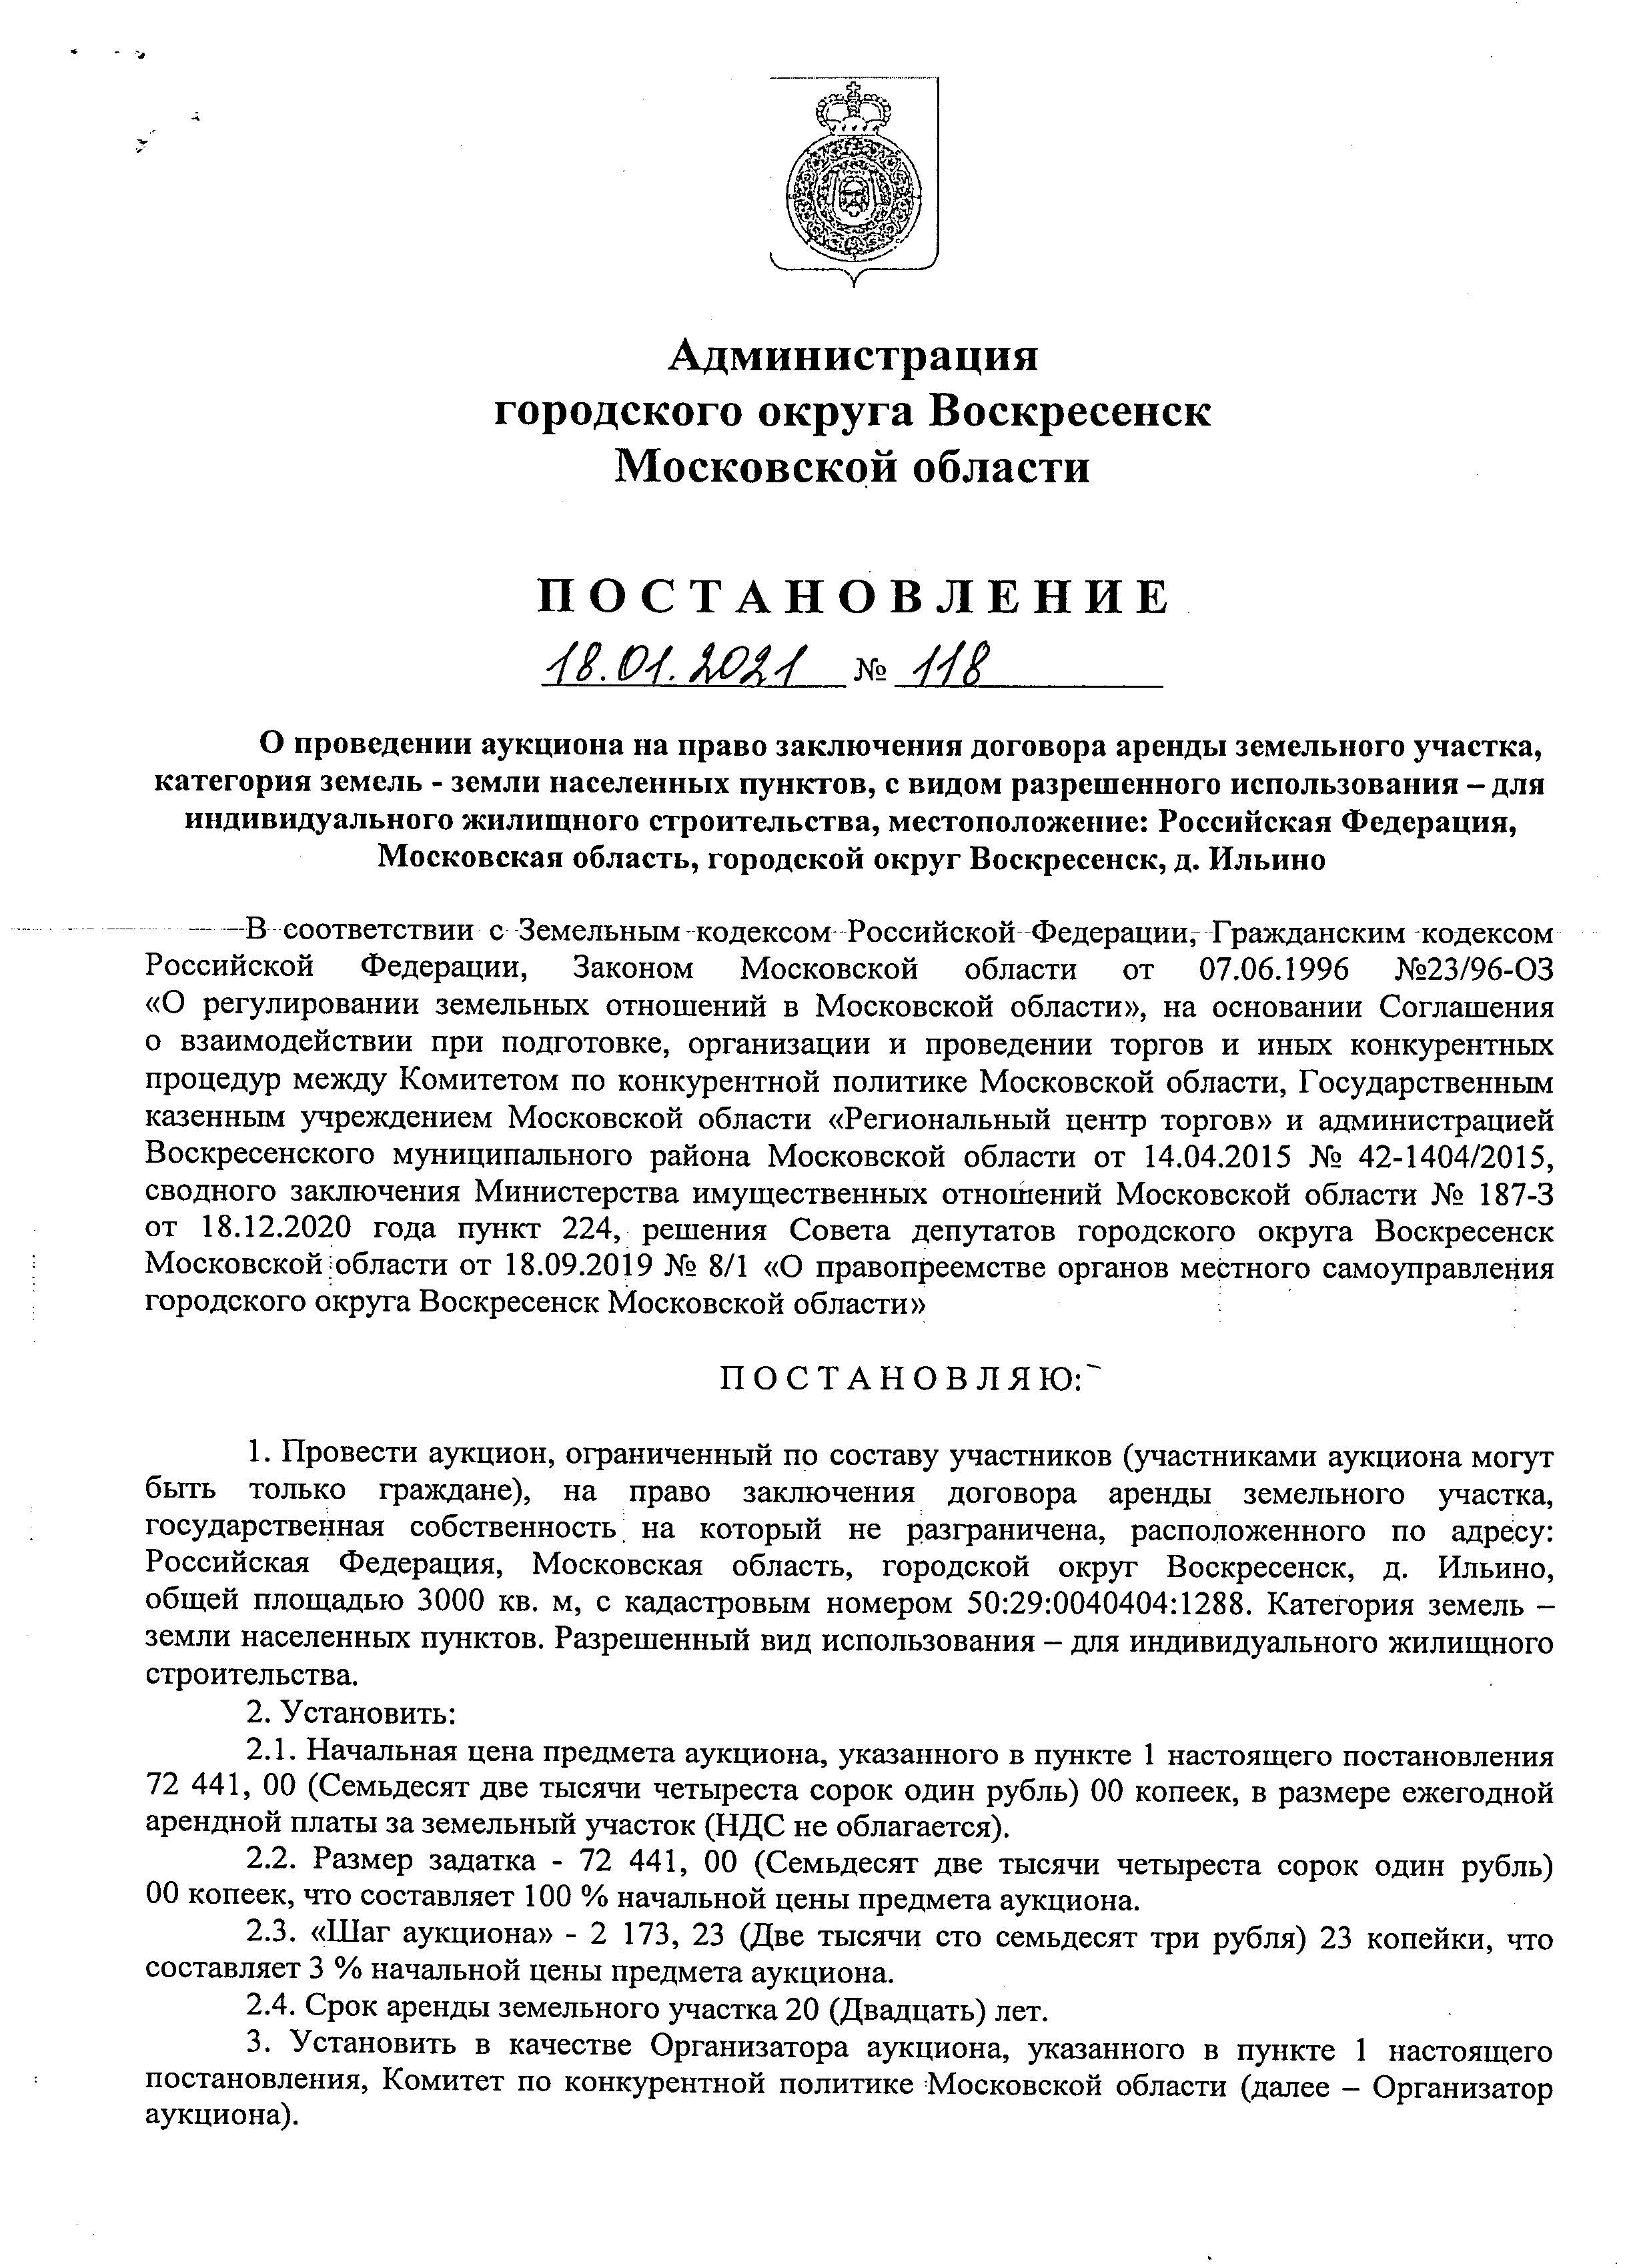 Администрация
городского округа Воскресенск
Московской области
ПОСТАНОВЛЕНИЕ
18.01.2021 № 118
О проведении аукциона на право заключения договора аренды земельного участка,
категория земель - земли населенных пунктов, с видом разрешенного использования – для
индивидуального жилищного строительства, местоположение: Российская Федерация,
Московская область, городской округ Воскресенск, д. Ильино
В соответствии с Земельным кодексом Российской Федерации, Гражданским кодексом
Российской Федерации, Законом Московской области от 07.06.1996 №23/96-ОЗ
«О регулировании земельных отношений в Московской области», на основании Соглашения
о взаимодействии при подготовке, организации и проведении торгов и иных конкурентных
процедур между Комитетом по конкурентной политике Московской области, Государственным
казенным учреждением Московской области «Региональный центр торгов» и администрацией
Воскресенского муниципального района Московской области от 14.04.2015 № 42-1404/2015,
сводного заключения Министерства имущественных отношений Московской области № 187-З
от 18.12.2020 года пункт 224, решения Совета депутатов городского округа Воскресенск
Московской области от 18.09.2019 № 8/1 «О правопреемстве органов местного самоуправления
городского округа Воскресенск Московской области»
ПОСТАНОВЛЯЮ:
1. Провести аукцион, ограниченный по составу участников (участниками аукциона могут
быть только граждане), на право заключения договора аренды земельного участка,
государственная собственность на который не разграничена, расположенного по адресу:
Российская Федерация, Московская область, городской округ Воскресенск, д. Ильино,
общей площадью 3000 кв. м, с кадастровым номером 50:29:0040404:1288. Категория земель –
земли населенных пунктов. Разрешенный вид использования – для индивидуального жилищного
строительства.
2. Установить:
2.1. Начальная цена предмета аукциона, указанного в пункте 1 настоящего постановления
72 441, 00 (Семьдесят две тысячи четыреста сорок один рубль) 00 копеек, в размере ежегодной
арендной платы за земельный участок (НДС не облагается).
2.2. Размер задатка - 72 441, 00 (Семьдесят две тысячи четыреста сорок один рубль)
00 копеек, что составляет 100 % начальной цены предмета аукциона.
2.3. «Шаг аукциона» - 2 173, 23 (Две тысячи сто семьдесят три рубля) 23 копейки, что
составляет 3 % начальной цены предмета аукциона.
2.4. Срок аренды земельного участка 20 (Двадцать) лет.
3. Установить в качестве Организатора аукциона, указанного в пункте 1 настоящего
постановления, Комитет по конкурентной политике Московской области (далее – Организатор
аукциона).